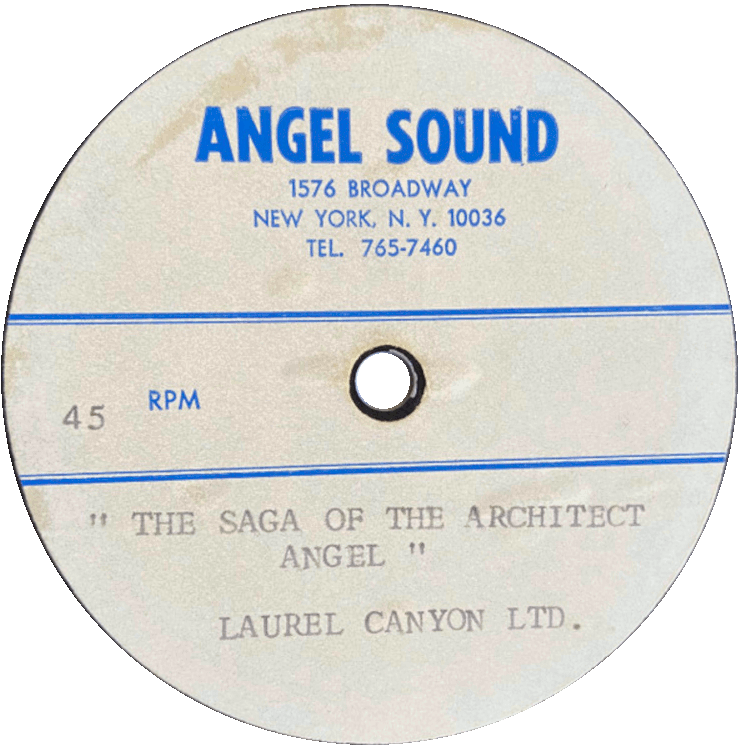 ANGEL SOUND
1576 BROADWAY
NEW YORK, N. Y. 10036
TEL. 765-7460
45 RPM
" THE SAGA OF THE ARCHITECT
ANGEL "
LAUREL CANYON LTD.